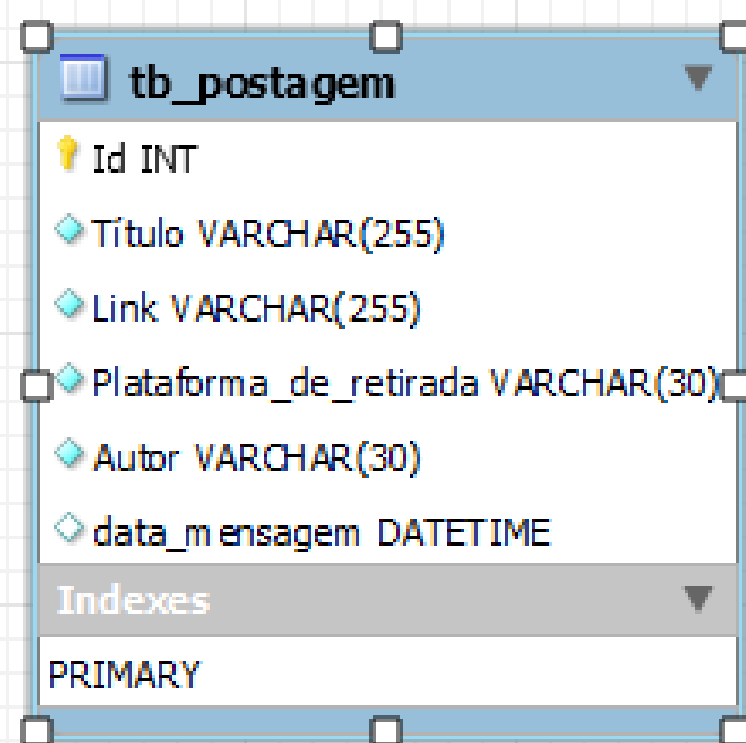 tb_postagem
Id INT
Título VARCHAR(255)
Link VARCHAR(255)
Plataforma_de_retirada VARCHAR(30)
Autor VARCHAR(30)
data_mensagem DATETIME
Indexes
PRIMARY